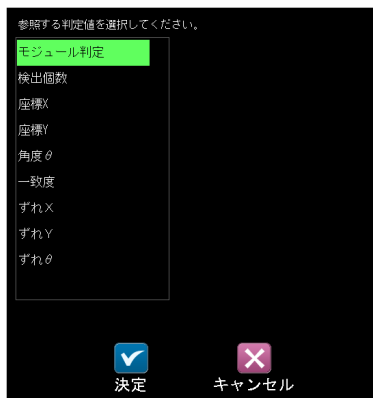 参照する判定値を選択してください。
モジュール判定
検出個数
座標X
座標Y
角度θ
一致度
ずれX
ずれY
ずれθ
決定
キャンセル